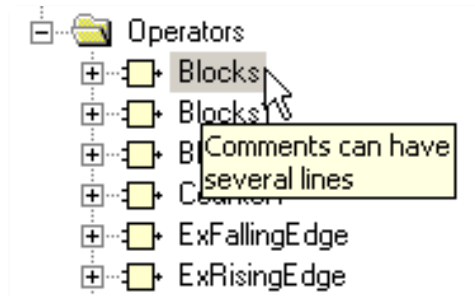 Operators
Blocks
Blocks
Comments can have
several lines
ExFallingEdge
ExRisingEdge